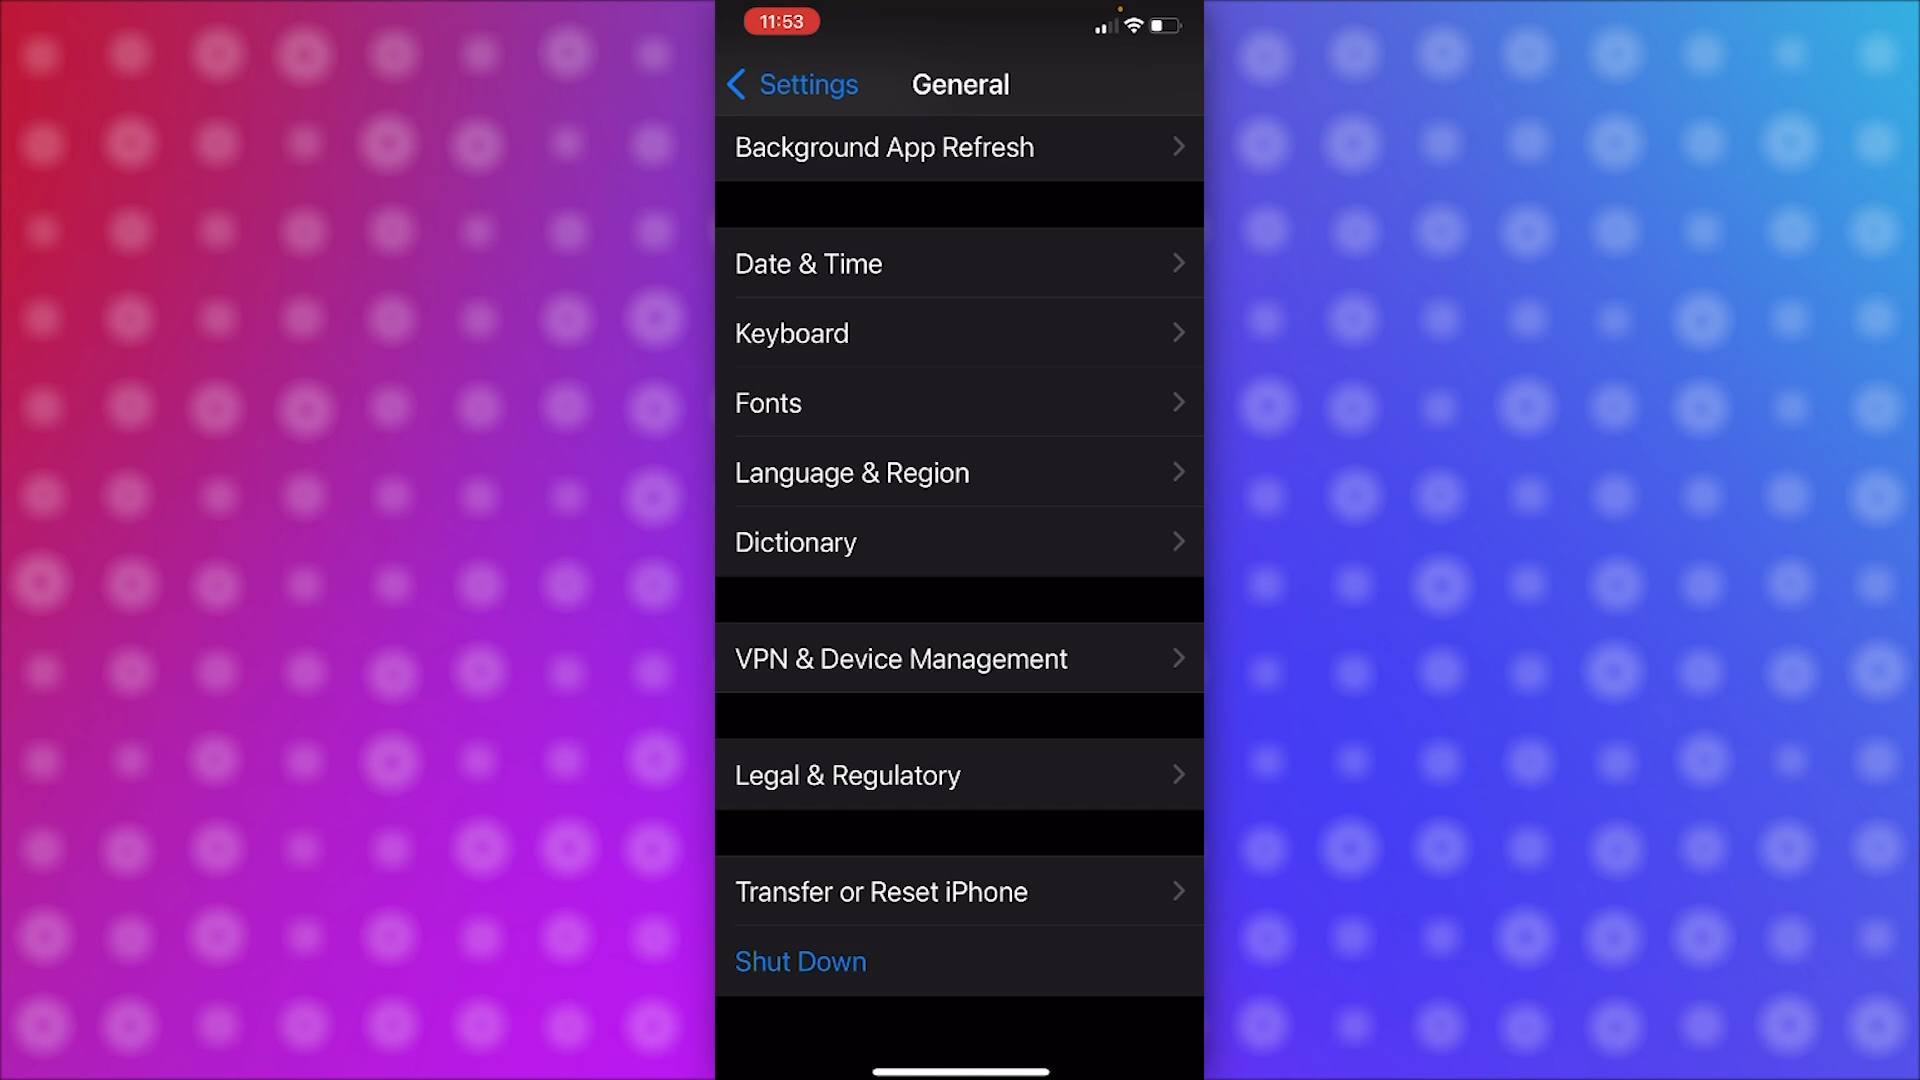 11:53
Settings
General
Background App Refresh
Date & Time
Keyboard
Fonts
Language & Region
Dictionary
VPN & Device Management
Legal & Regulatory
Transfer or Reset iPhone
Shut Down